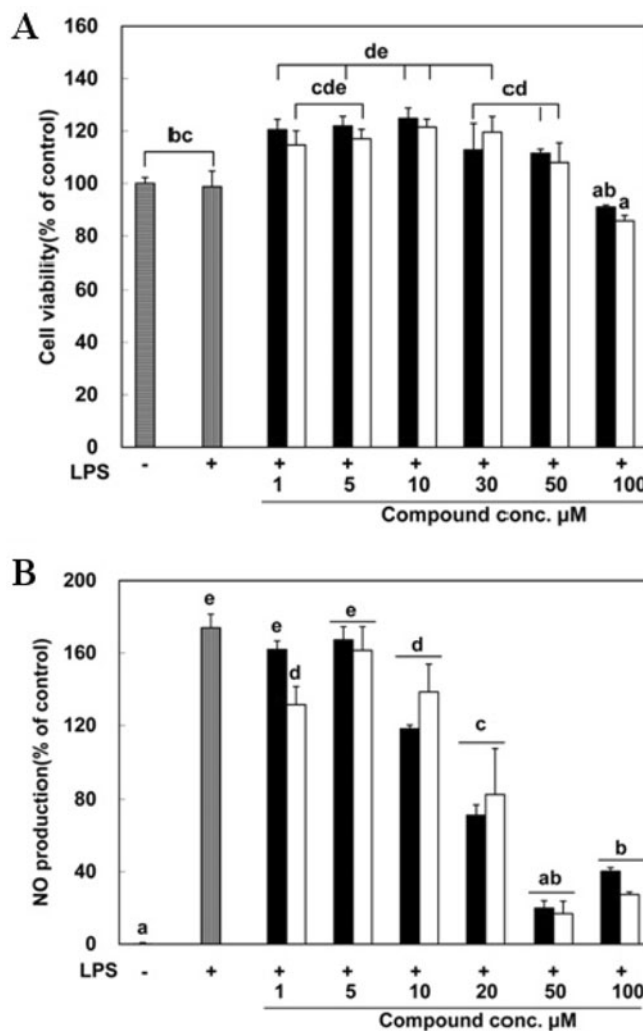 A
Cell viability(% of control)
160
140
120
100
80
60
40
20
0
bc
de
cde
cd
ab
a
LPS
- + + + + + + +
1 5 10 30 50 100
Compound conc. µM
B
NO production(% of control)
200
160
120
80
40
0
a
e
e
d
e
d
c
ab
b
LPS
- + + + + + + +
1 5 10 20 50 100
Compound conc. µM